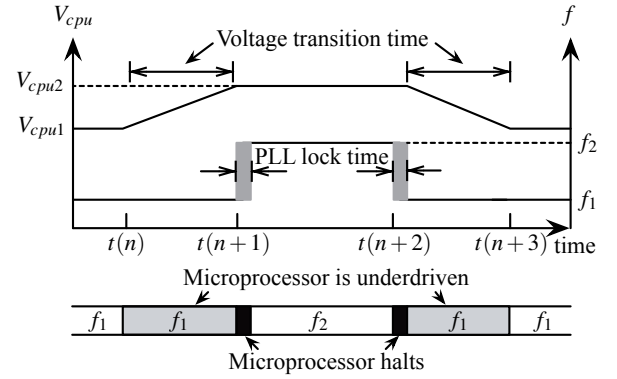 V_cpu
f
Voltage transition time
V_cpu2
V_cpu1
f_2
PLL lock time
f_1
t(n)
t(n+1)
t(n+2)
t(n+3)
time
Microprocessor is underdriven
f_1
f_1
f_2
f_1
f_1
Microprocessor halts